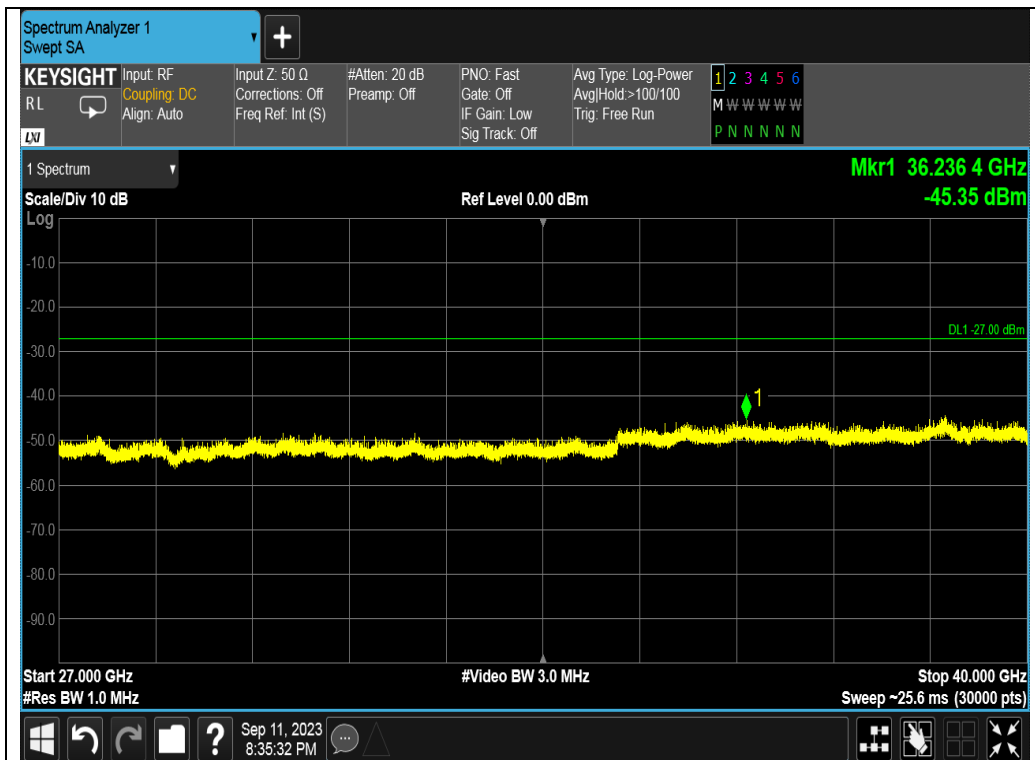 Spectrum Analyzer 1
Swept SA
KEYSIGHT
RL
LXI
Input: RF
Coupling: DC
Align: Auto
Input Z: 50 Ω
Corrections: Off
Freq Ref: Int (S)
#Atten: 20 dB
Preamp: Off
PNO: Fast
Gate: Off
IF Gain: Low
Sig Track: Off
Avg Type: Log-Power
Avg|Hold:>100/100
Trig: Free Run
1 2 3 4 5 6
M W W W W W
P N N N N N
1 Spectrum
Mkr1 36.236 4 GHz
-45.35 dBm
Scale/Div 10 dB
Ref Level 0.00 dBm
Log
-10.0
-20.0
DL1 -27.00 dBm
-30.0
-40.0
1
-50.0
-60.0
-70.0
-80.0
-90.0
Start 27.000 GHz
#Video BW 3.0 MHz
Stop 40.000 GHz
#Res BW 1.0 MHz
Sweep ~25.6 ms (30000 pts)
?
Sep 11, 2023
8:35:32 PM